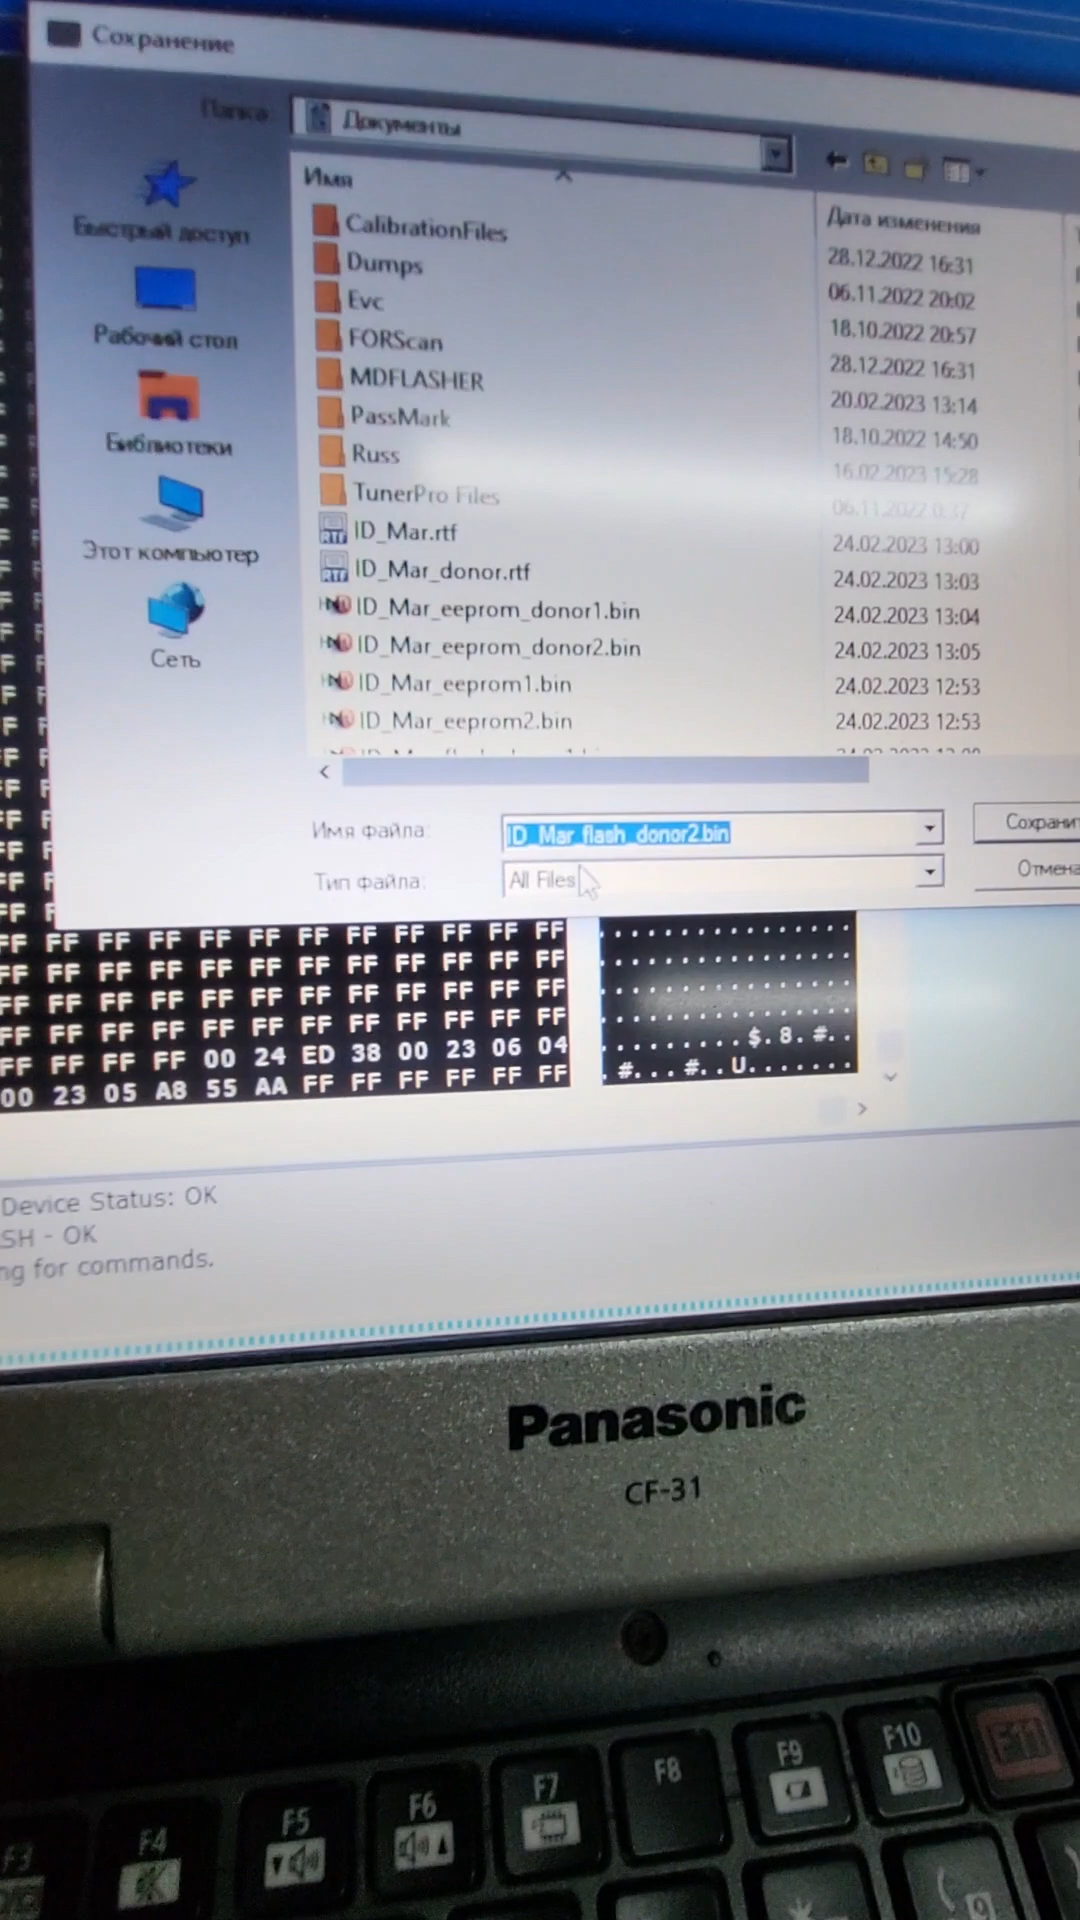 Сохранение
Папка:
Документы
Имя
Дата изменения
Быстрый доступ
Рабочий стол
Библиотеки
Этот компьютер
Сеть
CalibrationFiles 28.12.2022 16:31
Dumps 06.11.2022 20:02
Evc 18.10.2022 20:57
FORScan 28.12.2022 16:31
MDFLASHER 20.02.2023 13:14
PassMark 18.10.2022 14:50
Russ 16.02.2023 15:28
TunerPro Files 06.11.2022 0:37
ID_Mar.rtf 24.02.2023 13:00
ID_Mar_donor.rtf 24.02.2023 13:03
ID_Mar_eeprom_donor1.bin 24.02.2023 13:04
ID_Mar_eeprom_donor2.bin 24.02.2023 13:05
ID_Mar_eeprom1.bin 24.02.2023 12:53
ID_Mar_eeprom2.bin 24.02.2023 12:53
Имя файла: ID_Mar_flash_donor2.bin
Сохранит
Тип файла: All Files
Отмена
FF FF FF FF FF FF FF FF FF FF FF FF ................
FF FF FF FF FF FF FF FF FF FF FF FF ................
FF FF FF FF FF FF FF FF FF FF FF FF ................
FF FF FF FF FF FF FF FF FF FF FF FF ................
FF FF FF FF 00 24 ED 38 00 23 06 04 .........$.8.#..
00 23 05 A8 55 AA FF FF FF FF FF FF .#...#..U.......
Device Status: OK
SH - OK
ng for commands.
Panasonic
CF-31
F3
F4
F5
F6
F7
F8
F9
F10
F11
9